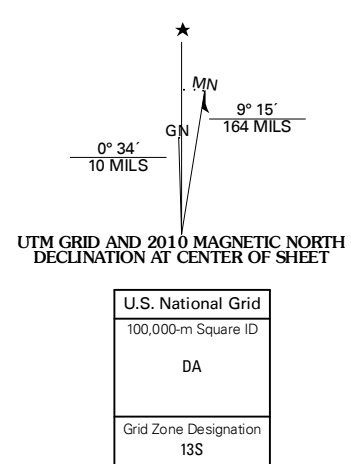 ★
MN
GN
9° 15´
164 MILS
0° 34´
10 MILS
UTM GRID AND 2010 MAGNETIC NORTH
DECLINATION AT CENTER OF SHEET
U.S. National Grid
100,000-m Square ID
DA
Grid Zone Designation
13S